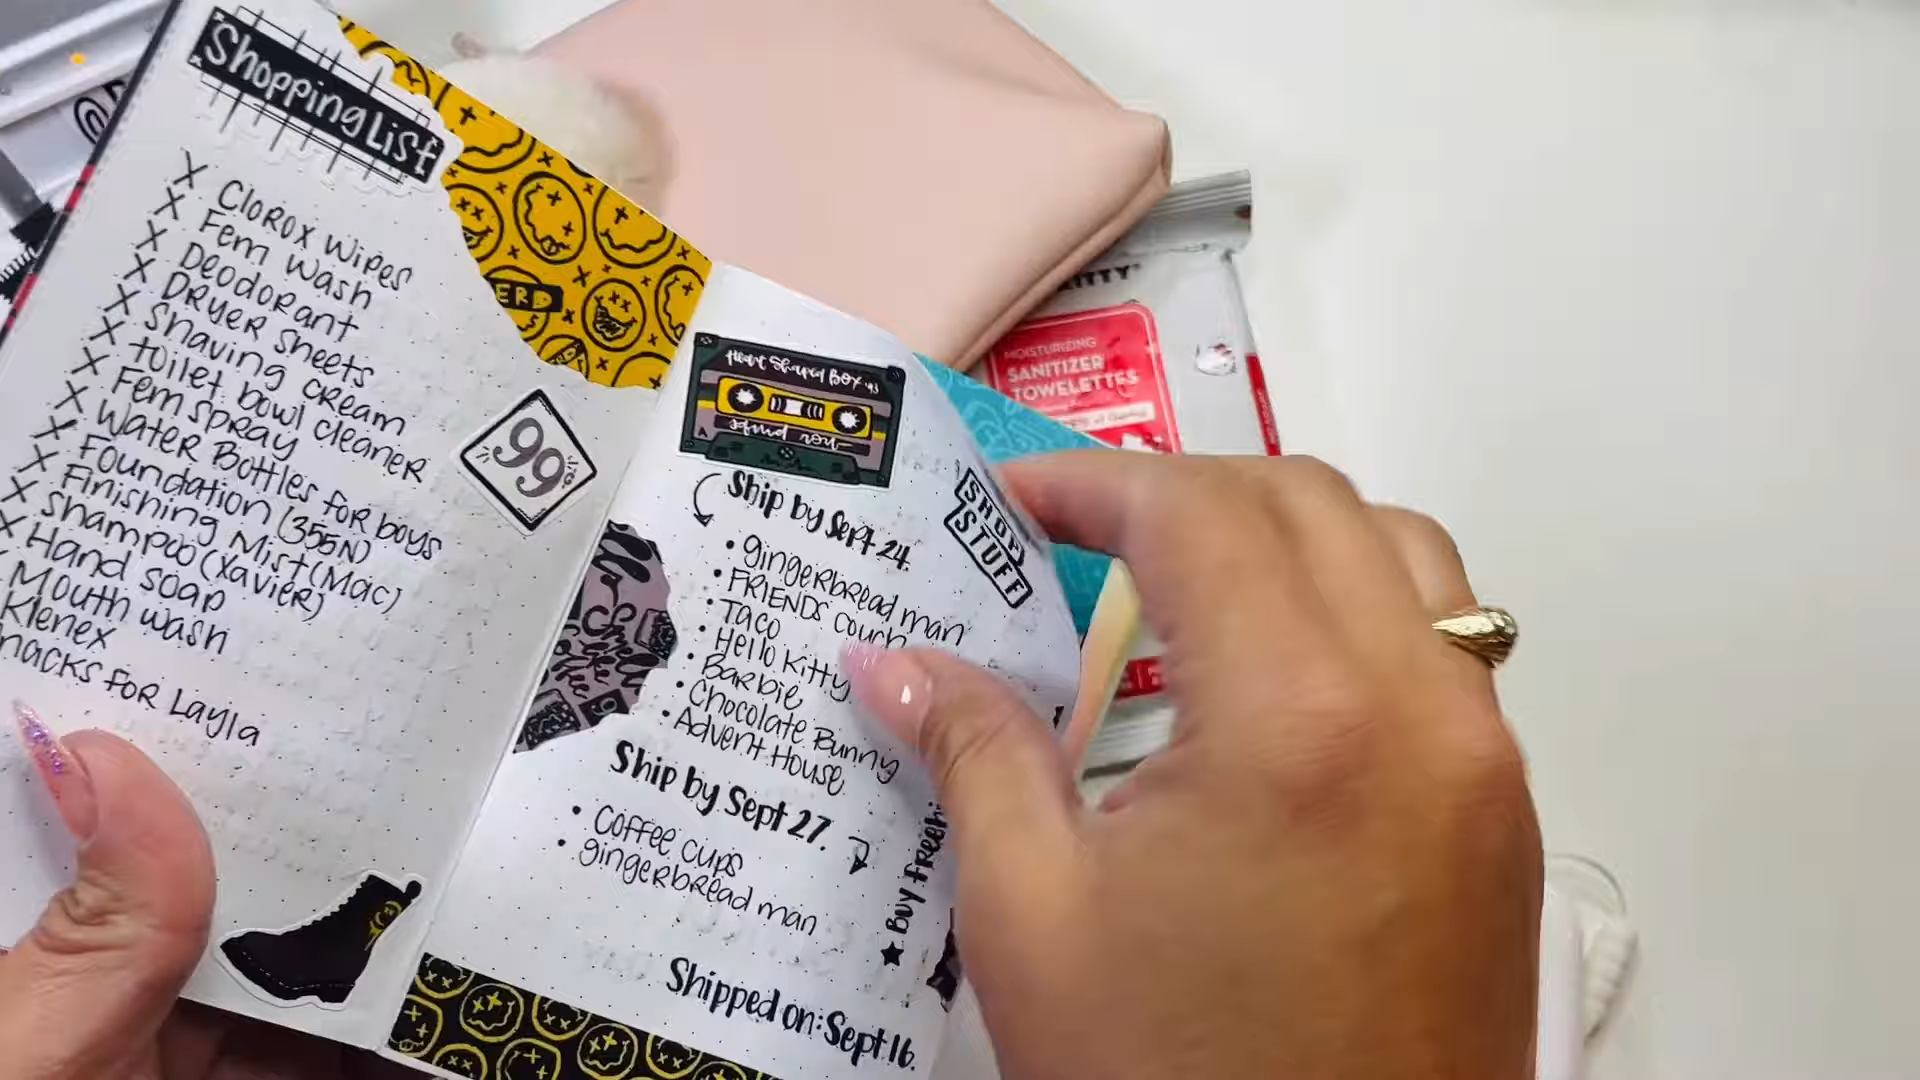 Shopping List
X Clorox wipes
X Fem wash
X Deodorant
X Dryer sheets
X Shaving cream
X toilet bowl cleaner
X Fem spray
X Water Bottles for boys
X Foundation (355N)
X Finishing Mist (Mac)
X Shampoo (Xavier)
X Hand soap
Mouth wash
Klenex
nacks for Layla
99
Heart Shaped Box
SHOP
STUFF
Ship by Sept 24.
• gingerbread man
• FRIENDS couch
• Taco
• Hello Kitty
• Barbie
• Chocolate Bunny
• Advent House
Ship by Sept 27.
• Coffee cups
• gingerbread man
★ Buy
Shipped on: Sept 16.
MOISTURIZING
SANITIZER
TOWELETTES